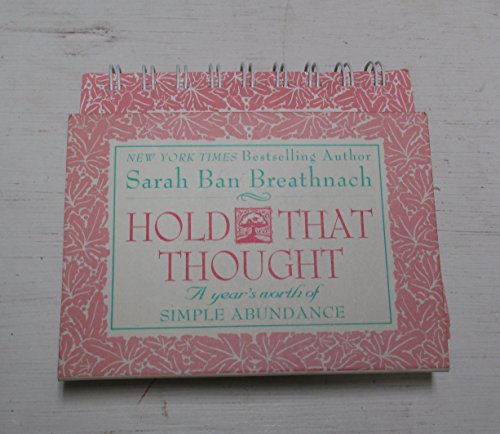 NEW YORK TIMES Bestselling Author
Sarah Ban Breathnach
HOLD THAT
THOUGHT
A year's worth of
SIMPLE ABUNDANCE